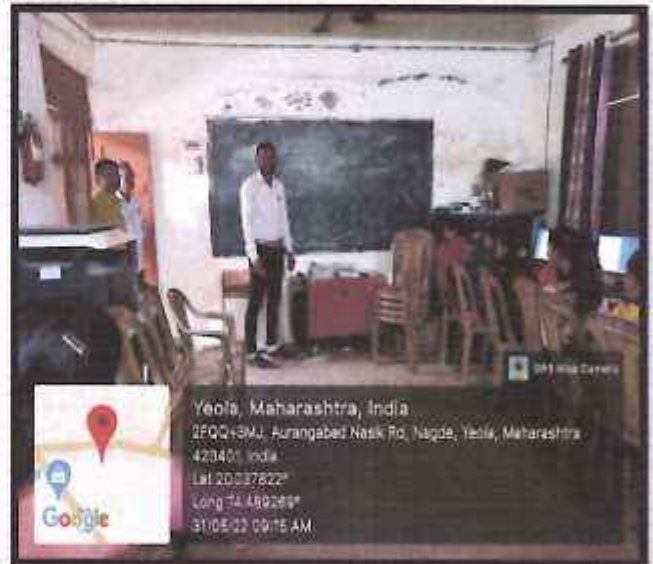 GPS Map Camera
Yeola, Maharashtra, India
2FQQ+3MJ, Aurangabad Nasik Rd, Nagde, Yeola, Maharashtra
423401, India
Lat 20.037822°
Long 74.489269°
31/05/22 09:15 AM
Google